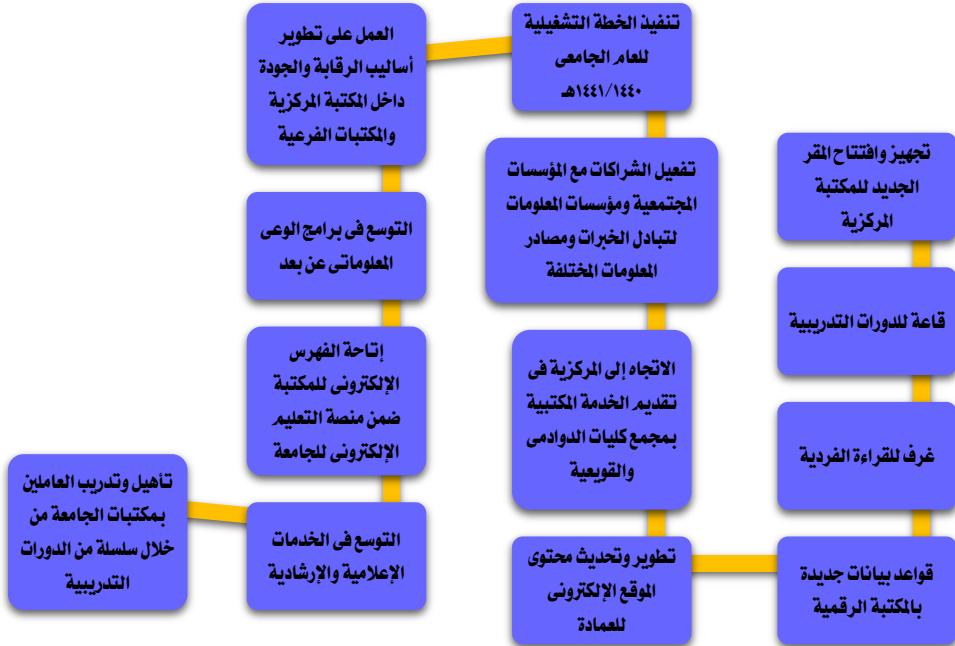 تجهيز وافتتاح المقر
الجديد للمكتبة
المركزية
قاعة للدورات التدريبية
غرف للقراءة الفردية
قواعد بيانات جديدة
بالمكتبة الرقمية
تطوير وتحديث محتوى
الموقع الإلكترونى
للعمادة
الاتجاه إلى المركزية فى
تقديم الخدمة المكتبية
بمجمع كليات الدوادمى
والقويعية
تفعيل الشراكات مع المؤسسات
المجتمعية ومؤسسات المعلومات
لتبادل الخبرات ومصادر
المعلومات المختلفة
تنفيذ الخطة التشغيلية
للعام الجامعى
١٤٤١/١٤٤٠هـ
العمل على تطوير
أساليب الرقابة والجودة
داخل المكتبة المركزية
والمكتبات الفرعية
التوسع فى برامج الوعى
المعلوماتى عن بعد
إتاحة الفهرس
الإلكترونى للمكتبة
ضمن منصة التعليم
الإلكترونى للجامعة
التوسع فى الخدمات
الإعلامية والإرشادية
تأهيل وتدريب العاملين
بمكتبات الجامعة من
خلال سلسلة من الدورات
التدريبية